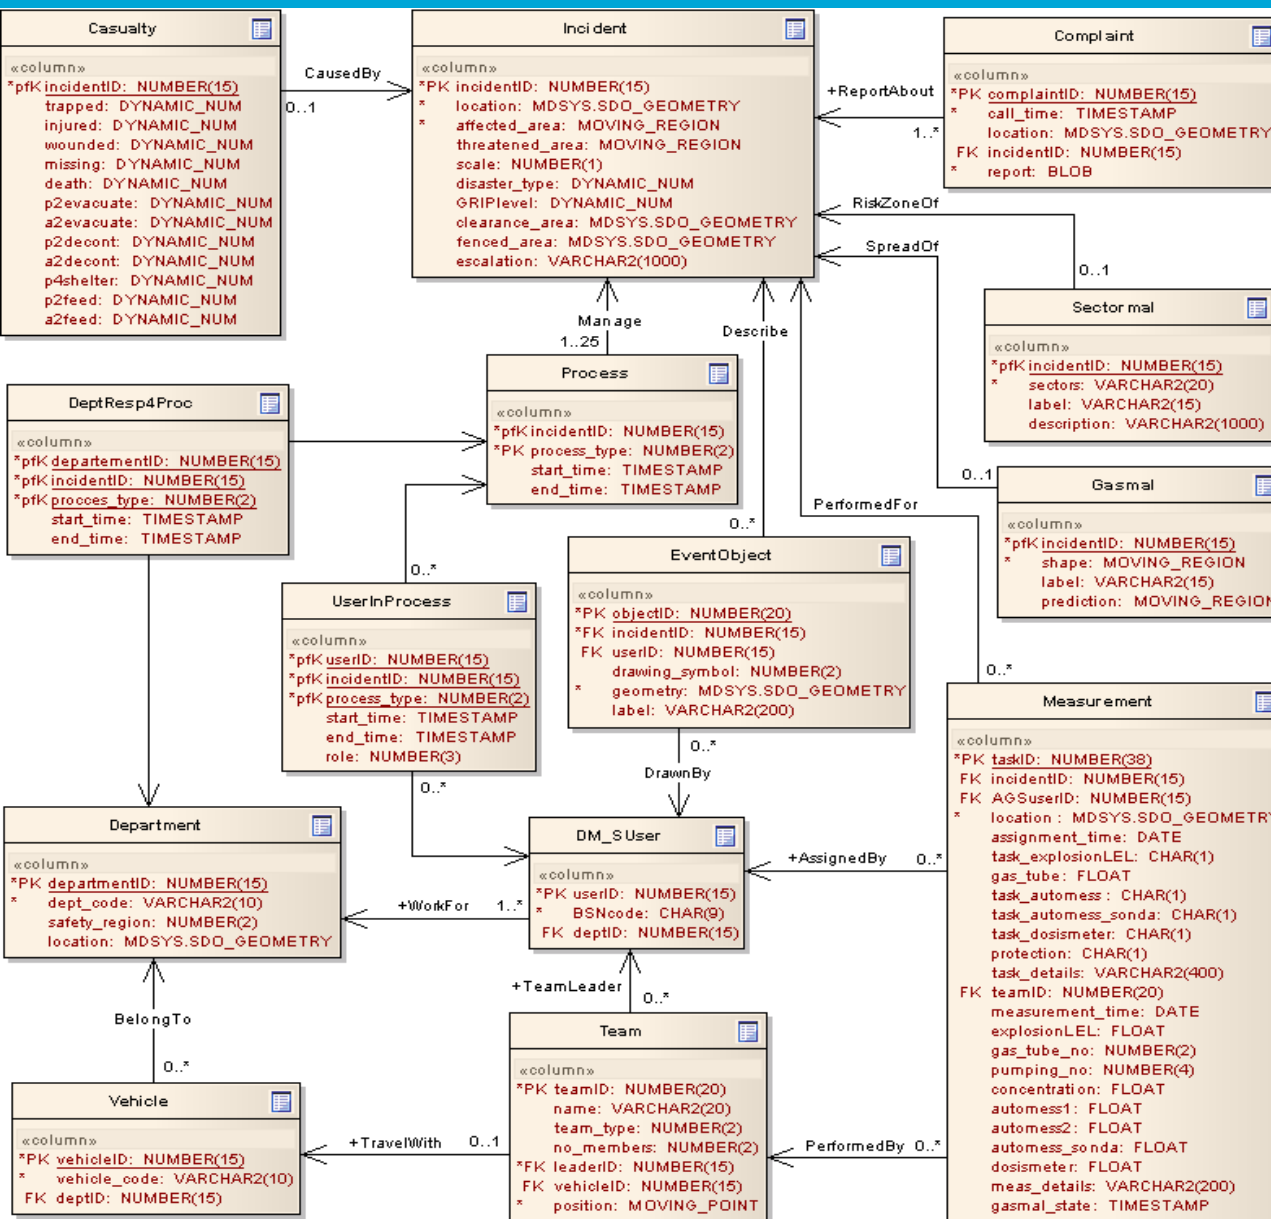 Casualty
«column»
*pfK incidentID: NUMBER(15)
trapped: DYNAMIC_NUM
injured: DYNAMIC_NUM
wounded: DYNAMIC_NUM
missing: DYNAMIC_NUM
death: DYNAMIC_NUM
p2evacuate: DYNAMIC_NUM
a2evacuate: DYNAMIC_NUM
p2decont: DYNAMIC_NUM
a2decont: DYNAMIC_NUM
p4shelter: DYNAMIC_NUM
p2feed: DYNAMIC_NUM
a2feed: DYNAMIC_NUM
CausedBy
0..1
Incident
«column»
*PK incidentID: NUMBER(15)
* location: MDSYS.SDO_GEOMETRY
* affected_area: MOVING_REGION
threatened_area: MOVING_REGION
scale: NUMBER(1)
disaster_type: DYNAMIC_NUM
GRIPlevel: DYNAMIC_NUM
clearance_area: MDSYS.SDO_GEOMETRY
fenced_area: MDSYS.SDO_GEOMETRY
escalation: VARCHAR2(1000)
+ReportAbout
1..*
Complaint
«column»
*PK complaintID: NUMBER(15)
* call_time: TIMESTAMP
location: MDSYS.SDO_GEOMETRY
FK incidentID: NUMBER(15)
* report: BLOB
RiskZoneOf
0..1
SpreadOf
0..1
Sectormal
«column»
*pfK incidentID: NUMBER(15)
* sectors: VARCHAR2(20)
label: VARCHAR2(15)
description: VARCHAR2(1000)
Manage
1..25
Describe
0..*
Process
«column»
*pfK incidentID: NUMBER(15)
*PK process_type: NUMBER(2)
start_time: TIMESTAMP
end_time: TIMESTAMP
DeptResp4Proc
«column»
*pfK departementID: NUMBER(15)
*pfK incidentID: NUMBER(15)
*pfK procces_type: NUMBER(2)
start_time: TIMESTAMP
end_time: TIMESTAMP
Gasmal
«column»
*pfK incidentID: NUMBER(15)
* shape: MOVING_REGION
label: VARCHAR2(15)
prediction: MOVING_REGION
PerformedFor
0..*
0..*
UserInProcess
«column»
*pfK userID: NUMBER(15)
*pfK incidentID: NUMBER(15)
*pfK process_type: NUMBER(2)
start_time: TIMESTAMP
end_time: TIMESTAMP
role: NUMBER(3)
0..*
EventObject
«column»
*PK objectID: NUMBER(20)
*FK incidentID: NUMBER(15)
FK userID: NUMBER(15)
drawing_symbol: NUMBER(2)
* geometry: MDSYS.SDO_GEOMETRY
label: VARCHAR2(200)
0..*
DrawnBy
Measurement
«column»
*PK taskID: NUMBER(38)
FK incidentID: NUMBER(15)
FK AGSuserID: NUMBER(15)
* location : MDSYS.SDO_GEOMETRY
assignment_time: DATE
task_explosionLEL: CHAR(1)
gas_tube: FLOAT
task_automess : CHAR(1)
task_automess_sonda: CHAR(1)
task_dosismeter: CHAR(1)
protection: CHAR(1)
task_details: VARCHAR2(400)
FK teamID: NUMBER(20)
measurement_time: DATE
explosionLEL: FLOAT
gas_tube_no: NUMBER(2)
pumping_no: NUMBER(4)
concentration: FLOAT
automess1: FLOAT
automess2: FLOAT
automess_sonda: FLOAT
dosismeter: FLOAT
meas_details: VARCHAR2(200)
gasmal_state: TIMESTAMP
Department
«column»
*PK departmentID: NUMBER(15)
* dept_code: VARCHAR2(10)
safety_region: NUMBER(2)
location: MDSYS.SDO_GEOMETRY
+WorkFor
1..*
DM_SUser
«column»
*PK userID: NUMBER(15)
* BSNcode: CHAR(9)
FK deptID: NUMBER(15)
+AssignedBy
0..*
+TeamLeader
0..*
BelongTo
0..*
Vehicle
«column»
*PK vehicleID: NUMBER(15)
* vehicle_code: VARCHAR2(10)
FK deptID: NUMBER(15)
+TravelWith
0..1
Team
«column»
*PK teamID: NUMBER(20)
name: VARCHAR2(20)
team_type: NUMBER(2)
no_members: NUMBER(2)
*FK leaderID: NUMBER(15)
FK vehicleID: NUMBER(15)
* position: MOVING_POINT
PerformedBy
0..*